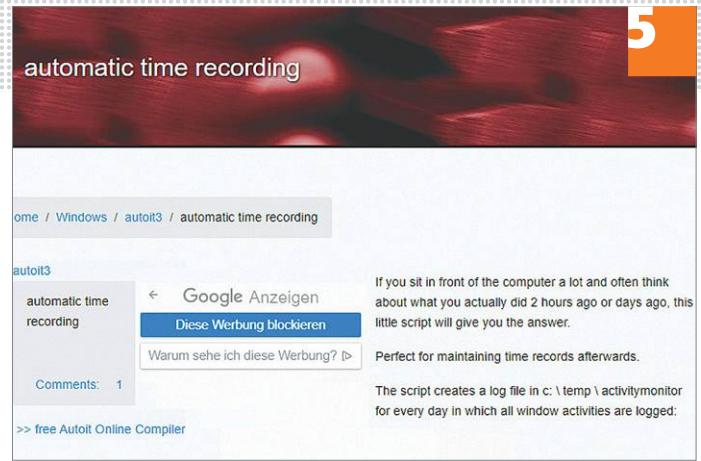 5
automatic time recording
ome / Windows / autoit3 / automatic time recording
autoit3
automatic time
recording
Comments: 1
>> free Autoit Online Compiler
Google Anzeigen
Diese Werbung blockieren
Warum sehe ich diese Werbung?
If you sit in front of the computer a lot and often think
about what you actually did 2 hours ago or days ago, this
little script will give you the answer.
Perfect for maintaining time records afterwards.
The script creates a log file in c: \ temp \ activitymonitor
for every day in which all window activities are logged: